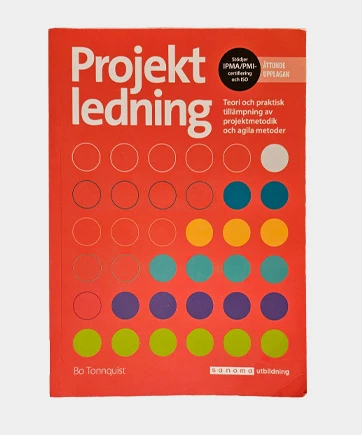 Projekt
ledning
Stödjer
IPMA/PMI-
certifiering
och ISO
ÅTTONDE
UPPLAGAN
Teori och praktisk
tillämpning av
projektmetodik
och agila metoder
Bo Tonnquist
sanoma utbildning